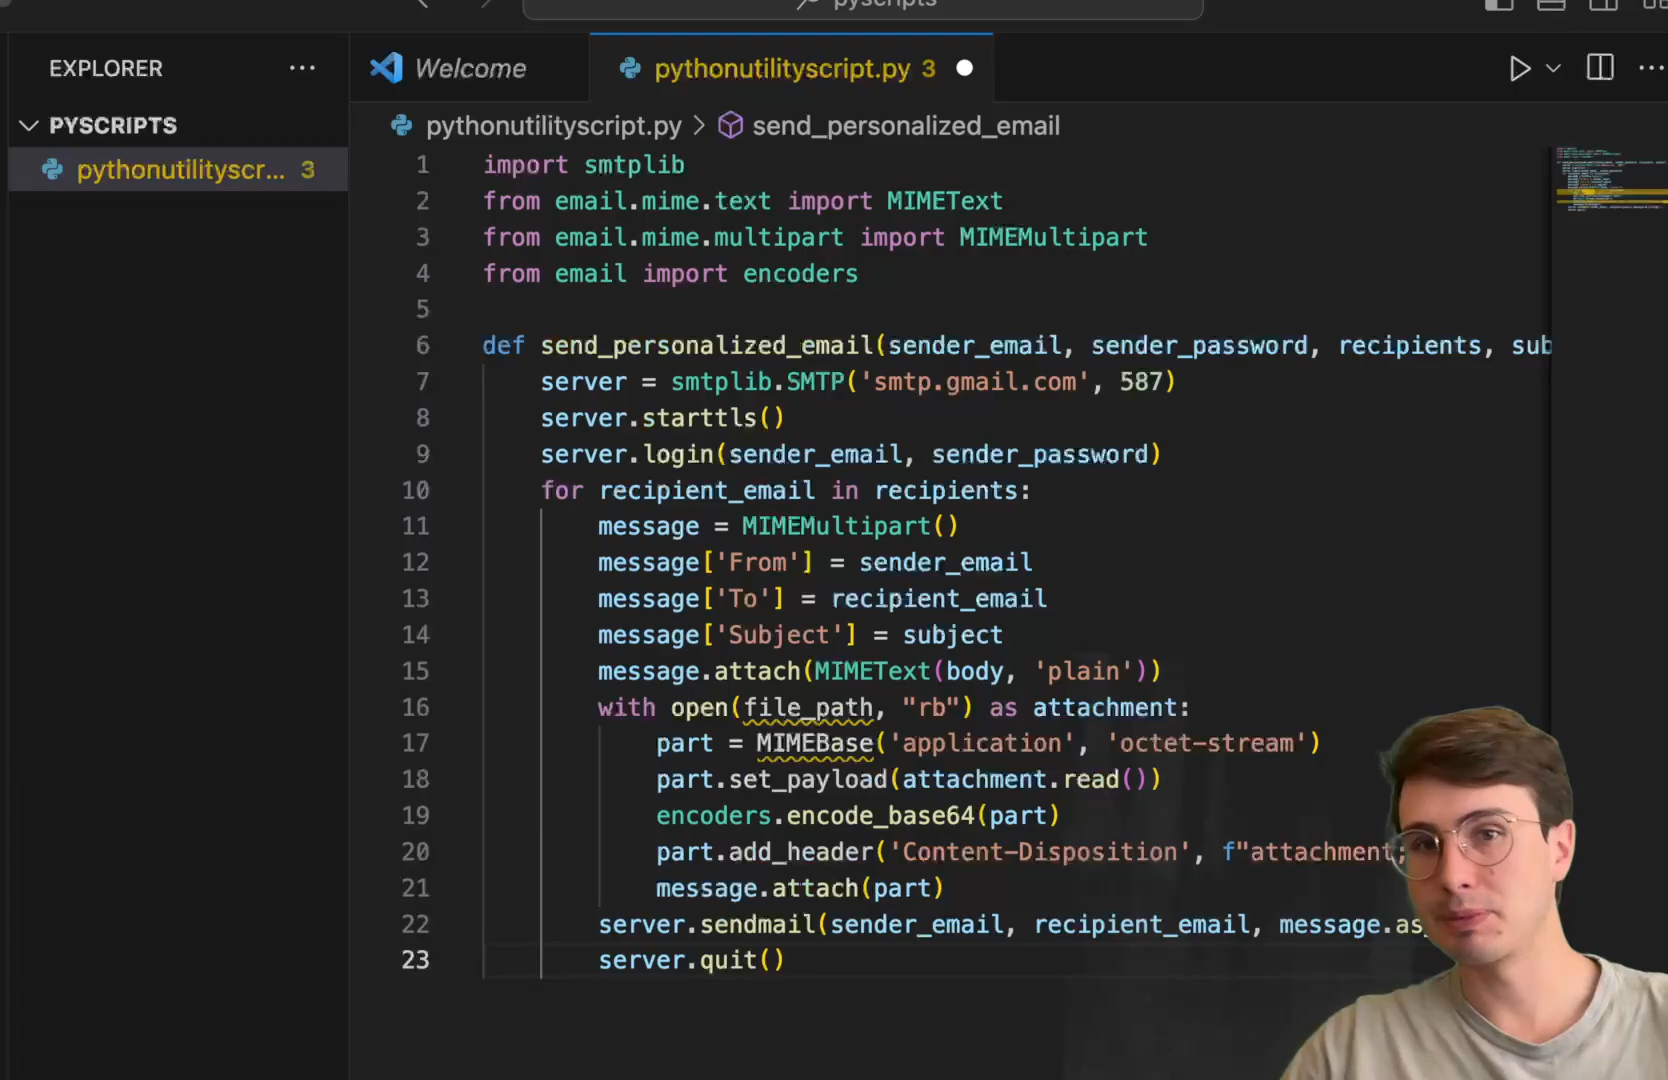 pyscripts
EXPLORER
Welcome
pythonutilityscript.py 3
PYSCRIPTS
pythonutilityscript.py > send_personalized_email
pythonutilityscr... 3
1 import smtplib
2 from email.mime.text import MIMEText
3 from email.mime.multipart import MIMEMultipart
4 from email import encoders
5
6 def send_personalized_email(sender_email, sender_password, recipients, sub
7 server = smtplib.SMTP('smtp.gmail.com', 587)
8 server.starttls()
9 server.login(sender_email, sender_password)
10 for recipient_email in recipients:
11 message = MIMEMultipart()
12 message['From'] = sender_email
13 message['To'] = recipient_email
14 message['Subject'] = subject
15 message.attach(MIMEText(body, 'plain'))
16 with open(file_path, "rb") as attachment:
17 part = MIMEBase('application', 'octet-stream')
18 part.set_payload(attachment.read())
19 encoders.encode_base64(part)
20 part.add_header('Content-Disposition', f"attachment;
21 message.attach(part)
22 server.sendmail(sender_email, recipient_email, message.as
23 server.quit()